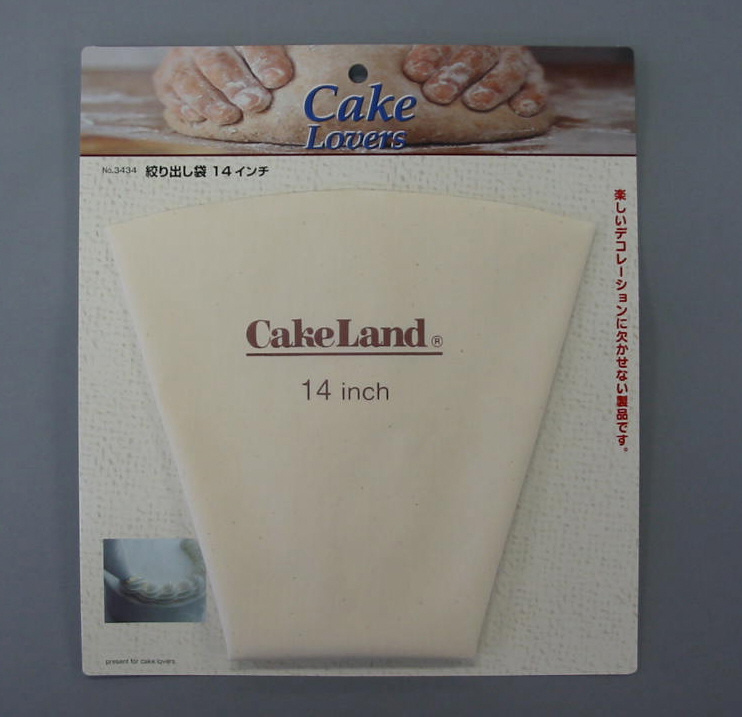 Cake
Lovers
No.3434 絞り出し袋 14インチ
楽しいデコレーションに欠かせない製品です。
CakeLand®
14 inch
present for cake lovers